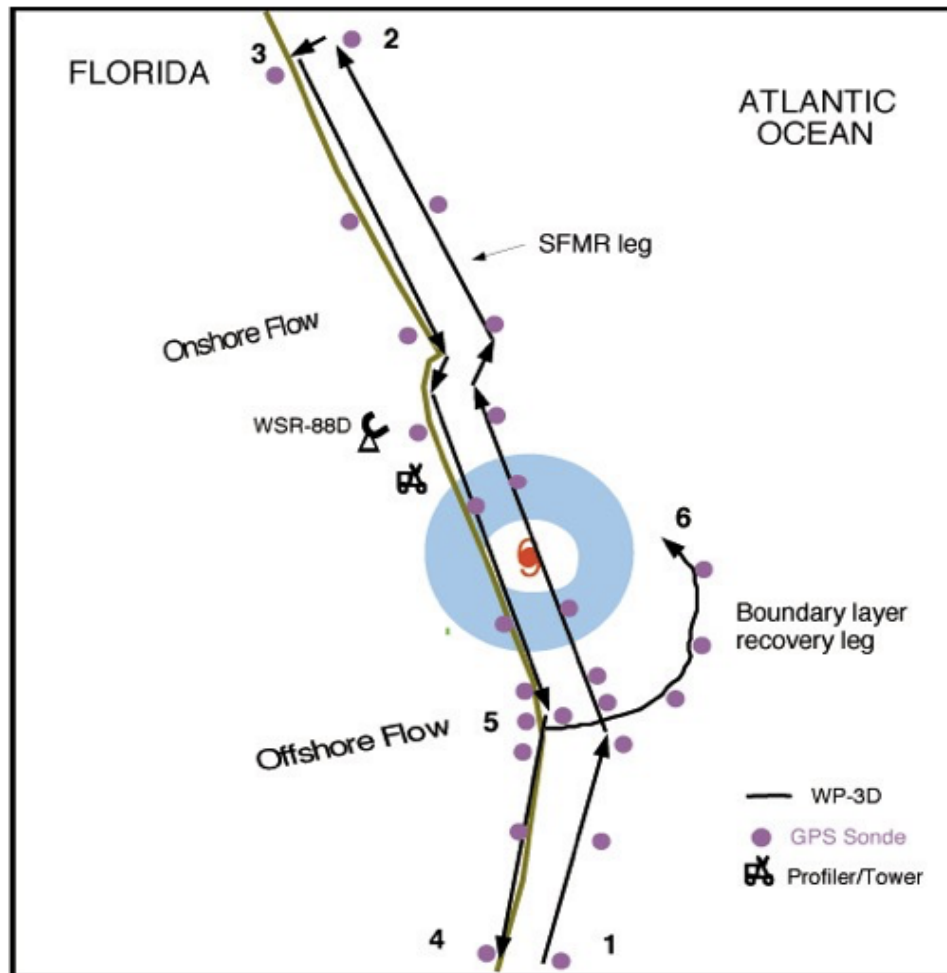 3
2
FLORIDA
ATLANTIC
OCEAN
SFMR leg
Onshore Flow
WSR-88D
6
Boundary layer
recovery leg
5
Offshore Flow
WP-3D
GPS Sonde
Profiler/Tower
4
1